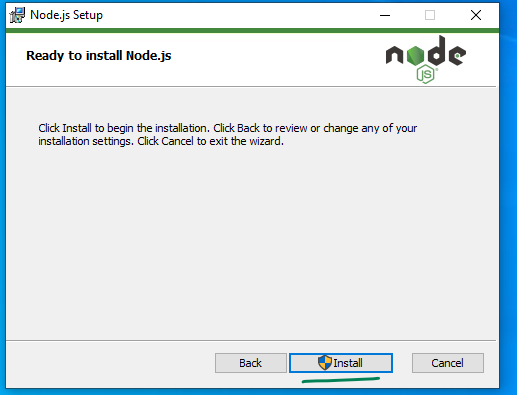 Node.js Setup
Ready to install Node.js
node
JS
Click Install to begin the installation. Click Back to review or change any of your
installation settings. Click Cancel to exit the wizard.
Back
Install
Cancel